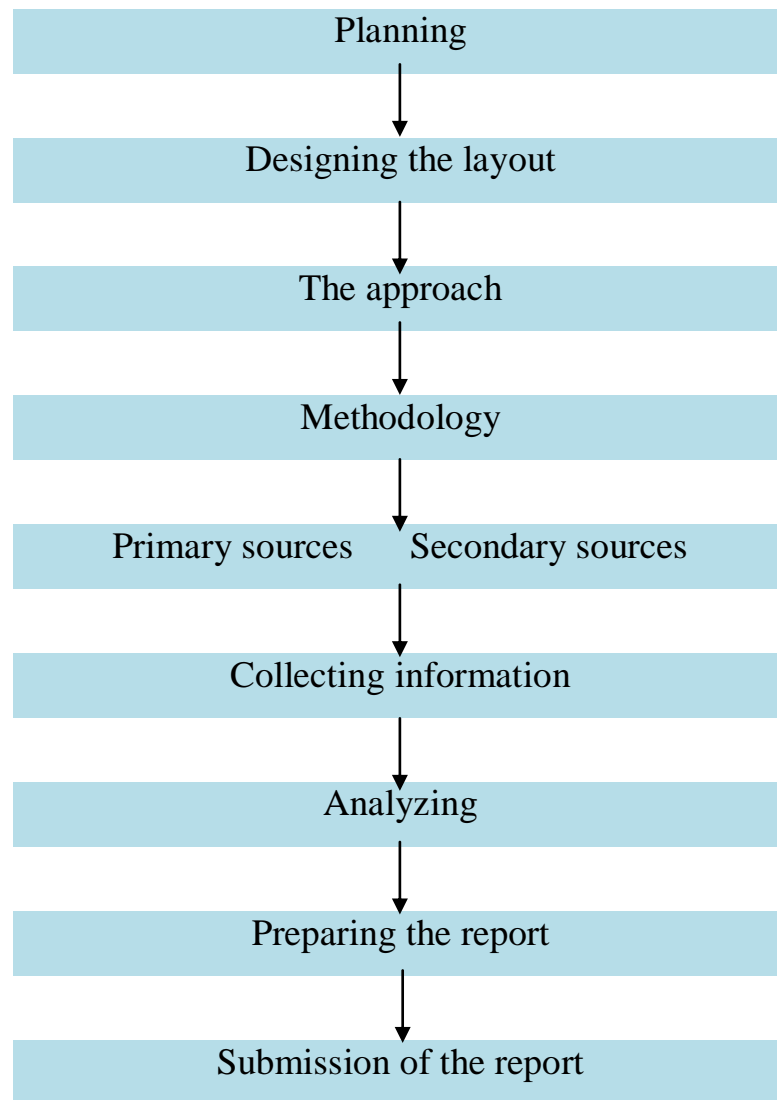 Planning
Designing the layout
The approach
Methodology
Primary sources Secondary sources
Collecting information
Analyzing
Preparing the report
Submission of the report